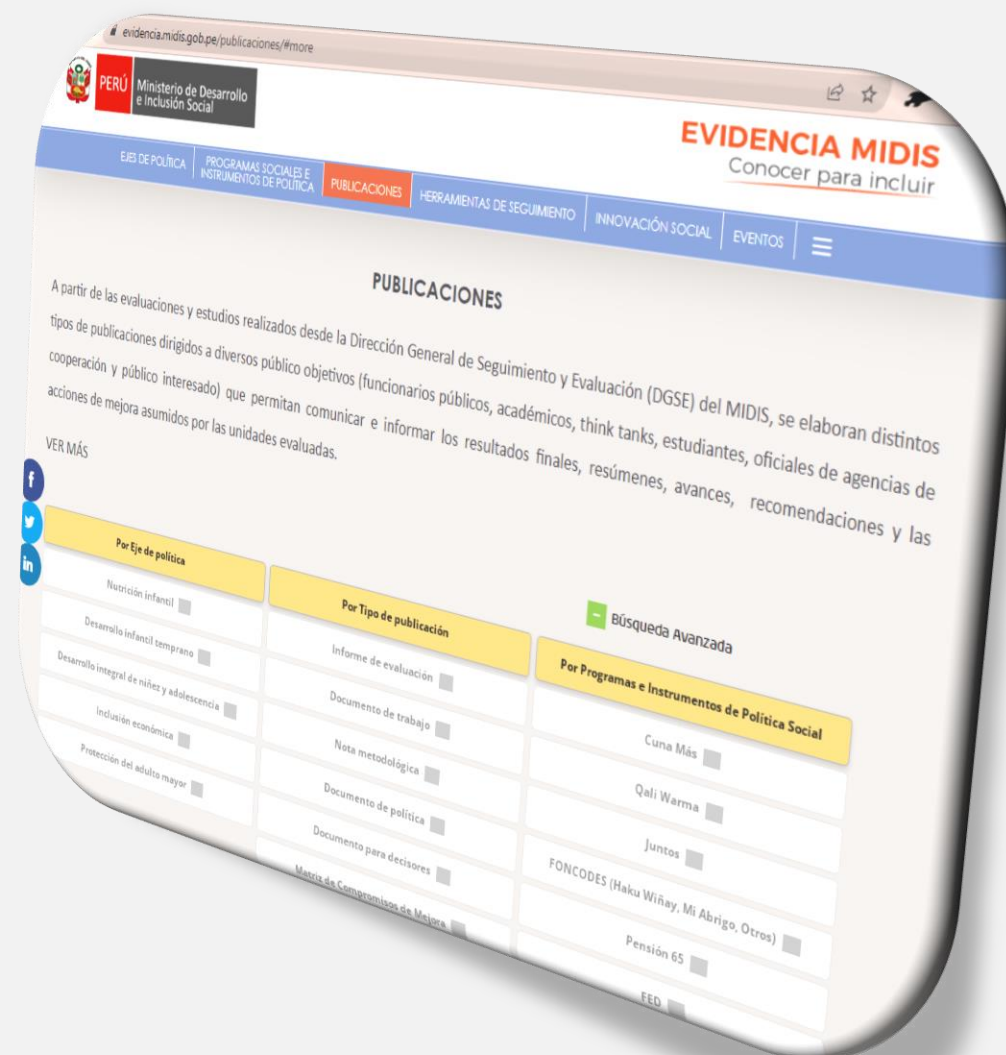 evidencia.midis.gob.pe/publicaciones/#more
PERÚ
Ministerio de Desarrollo
e Inclusión Social
EVIDENCIA MIDIS
Conocer para incluir
EJES DE POLÍTICA
PROGRAMAS SOCIALES E
INSTRUMENTOS DE POLÍTICA
PUBLICACIONES
HERRAMIENTAS DE SEGUIMIENTO
INNOVACIÓN SOCIAL
EVENTOS
PUBLICACIONES
A partir de las evaluaciones y estudios realizados desde la Dirección General de Seguimiento y Evaluación (DGSE) del MIDIS, se elaboran distintos
tipos de publicaciones dirigidos a diversos público objetivos (funcionarios públicos, académicos, think tanks, estudiantes, oficiales de agencias de
cooperación y público interesado) que permitan comunicar e informar los resultados finales, resúmenes, avances, recomendaciones y las
acciones de mejora asumidos por las unidades evaluadas.
VER MÁS
f
in
Búsqueda Avanzada
Por Eje de política
Nutrición infantil
Desarrollo infantil temprano
Desarrollo integral de niñez y adolescencia
Inclusión económica
Protección del adulto mayor
Por Tipo de publicación
Informe de evaluación
Documento de trabajo
Nota metodológica
Documento de política
Documento para decisores
Matriz de Compromisos de Mejora
Por Programas e Instrumentos de Política Social
Cuna Más
Qali Warma
Juntos
FONCODES (Haku Wiñay, Mi Abrigo, Otros)
Pensión 65
FED